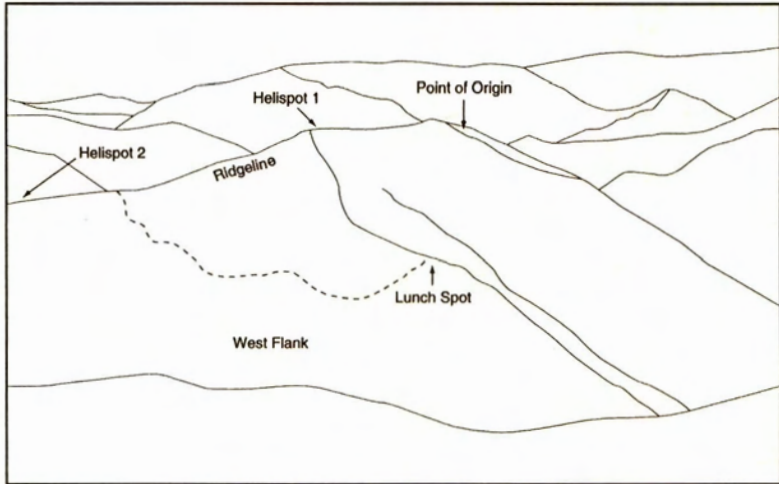 Point of Origin
Helispot 1
Helispot 2
Ridgeline
Lunch Spot
West Flank